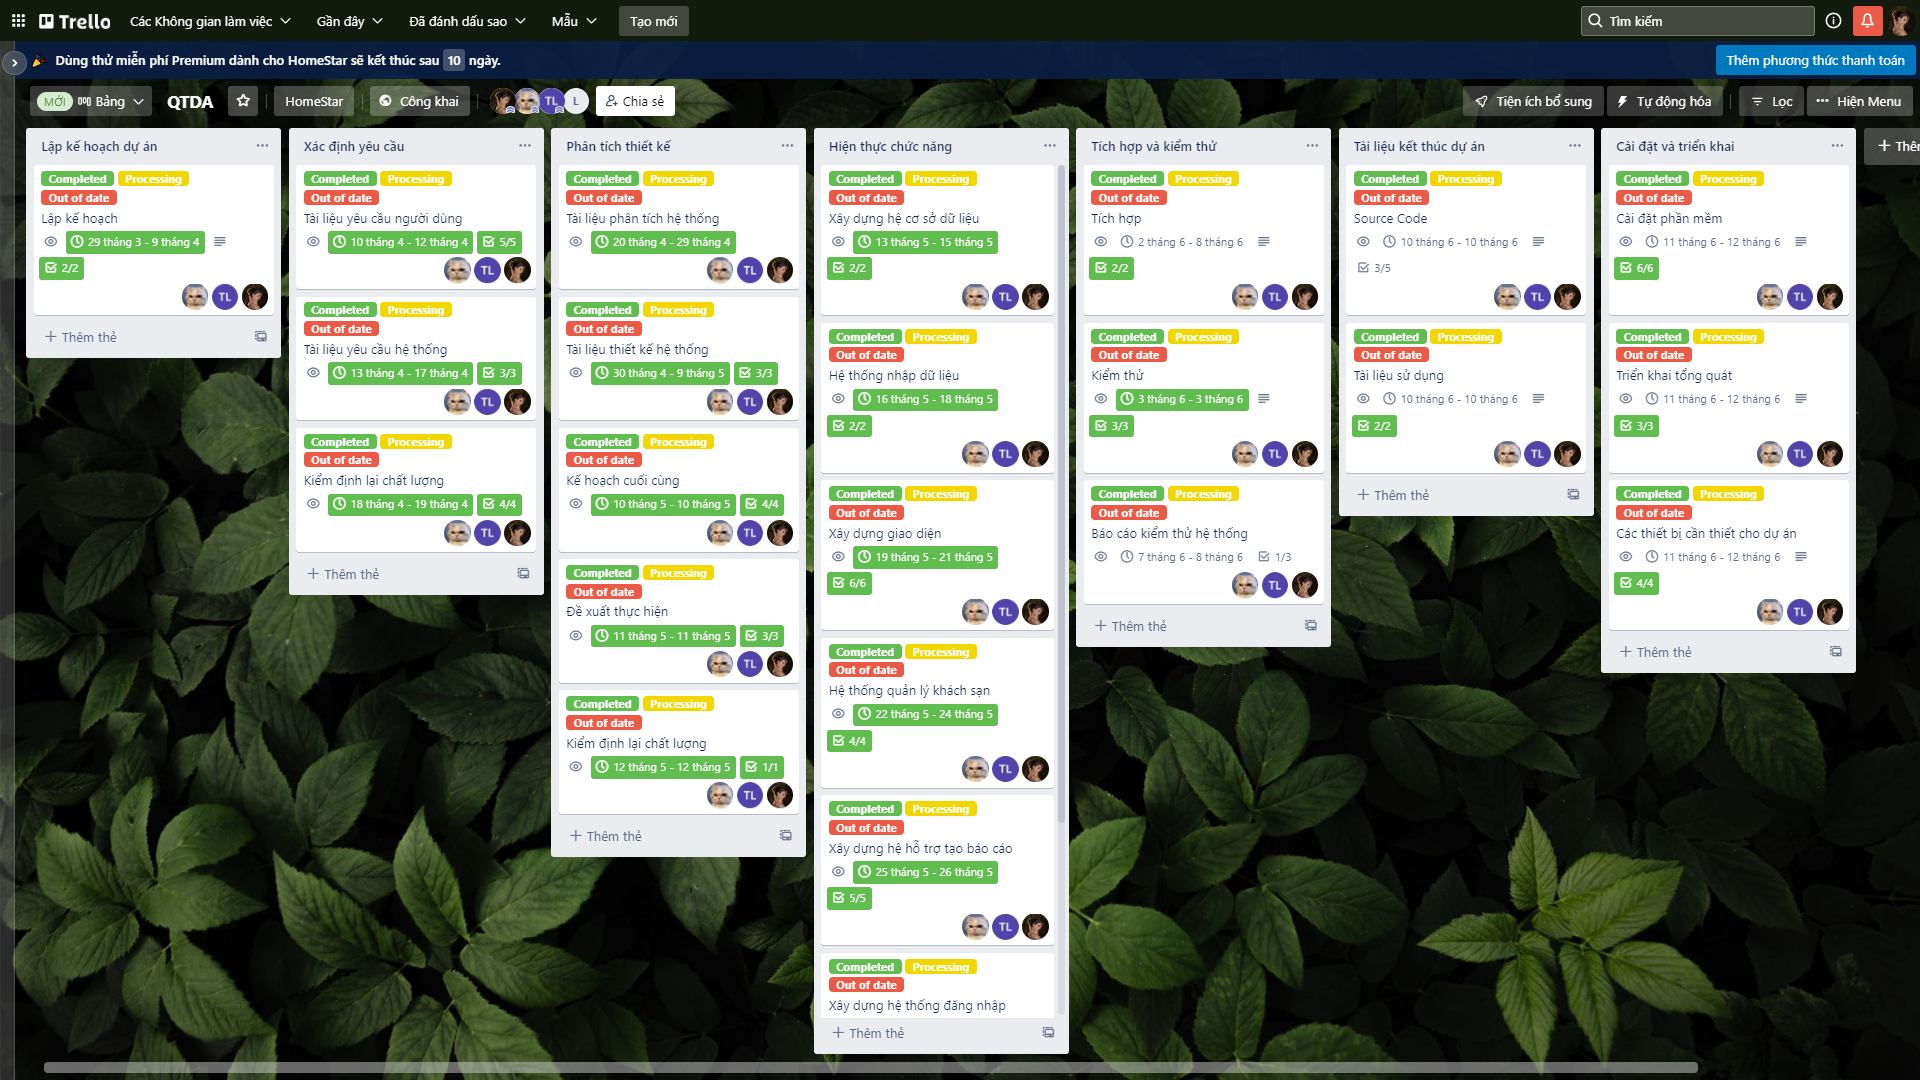 Trello Các Không gian làm việc Gần đây Đã đánh dấu sao Mẫu Tạo mới Tìm kiếm
Dùng thử miễn phí Premium dành cho HomeStar sẽ kết thúc sau 10 ngày. Thêm phương thức thanh toán
MỚI Bảng QTDA HomeStar Công khai TL L Chia sẻ Tiện ích bổ sung Tự động hóa Lọc Hiện Menu
Lập kế hoạch dự án
Completed Processing
Out of date
Lập kế hoạch
29 tháng 3 - 9 tháng 4
2/2
TL
Thêm thẻ
Xác định yêu cầu
Completed Processing
Out of date
Tài liệu yêu cầu người dùng
10 tháng 4 - 12 tháng 4 5/5
TL
Completed Processing
Out of date
Tài liệu yêu cầu hệ thống
13 tháng 4 - 17 tháng 4 3/3
TL
Completed Processing
Out of date
Kiểm định lại chất lượng
18 tháng 4 - 19 tháng 4 4/4
TL
Thêm thẻ
Phân tích thiết kế
Completed Processing
Out of date
Tài liệu phân tích hệ thống
20 tháng 4 - 29 tháng 4
TL
Completed Processing
Out of date
Tài liệu thiết kế hệ thống
30 tháng 4 - 9 tháng 5 3/3
TL
Completed Processing
Out of date
Kế hoạch cuối cùng
10 tháng 5 - 10 tháng 5 4/4
TL
Completed Processing
Out of date
Đề xuất thực hiện
11 tháng 5 - 11 tháng 5 3/3
TL
Completed Processing
Out of date
Kiểm định lại chất lượng
12 tháng 5 - 12 tháng 5 1/1
TL
Thêm thẻ
Hiện thực chức năng
Completed Processing
Out of date
Xây dựng hệ cơ sở dữ liệu
13 tháng 5 - 15 tháng 5
2/2
TL
Completed Processing
Out of date
Hệ thống nhập dữ liệu
16 tháng 5 - 18 tháng 5
2/2
TL
Completed Processing
Out of date
Xây dựng giao diện
19 tháng 5 - 21 tháng 5
6/6
TL
Completed Processing
Out of date
Hệ thống quản lý khách sạn
22 tháng 5 - 24 tháng 5
4/4
TL
Completed Processing
Out of date
Xây dựng hệ hỗ trợ tạo báo cáo
25 tháng 5 - 26 tháng 5
5/5
TL
Completed Processing
Out of date
Xây dựng hệ thống đăng nhập
Thêm thẻ
Tích hợp và kiểm thử
Completed Processing
Out of date
Tích hợp
2 tháng 6 - 8 tháng 6
2/2
TL
Completed Processing
Out of date
Kiểm thử
3 tháng 6 - 3 tháng 6
3/3
TL
Completed Processing
Out of date
Báo cáo kiểm thử hệ thống
7 tháng 6 - 8 tháng 6 1/3
TL
Thêm thẻ
Tài liệu kết thúc dự án
Completed Processing
Out of date
Source Code
10 tháng 6 - 10 tháng 6
3/5
TL
Completed Processing
Out of date
Tài liệu sử dụng
10 tháng 6 - 10 tháng 6
2/2
TL
Thêm thẻ
Cài đặt và triển khai
Completed Processing
Out of date
Cài đặt phần mềm
11 tháng 6 - 12 tháng 6
6/6
TL
Completed Processing
Out of date
Triển khai tổng quát
11 tháng 6 - 12 tháng 6
3/3
TL
Completed Processing
Out of date
Các thiết bị cần thiết cho dự án
11 tháng 6 - 12 tháng 6
4/4
TL
Thêm thẻ
Thêm